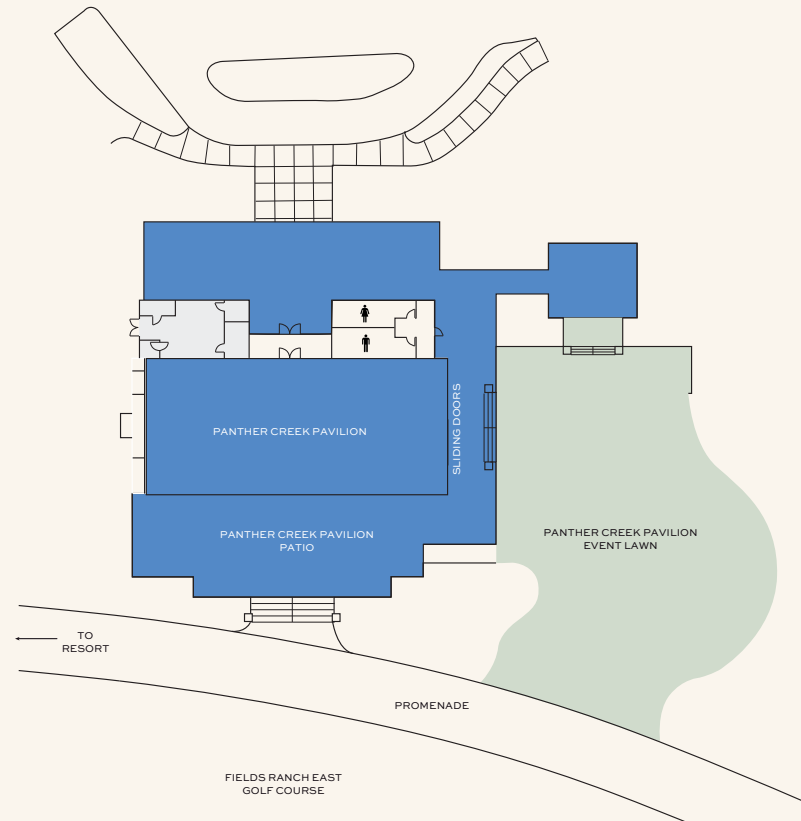 SLIDING DOORS
PANTHER CREEK PAVILION
PANTHER CREEK PAVILION
PATIO
PANTHER CREEK PAVILION
EVENT LAWN
TO
RESORT
PROMENADE
FIELDS RANCH EAST
GOLF COURSE